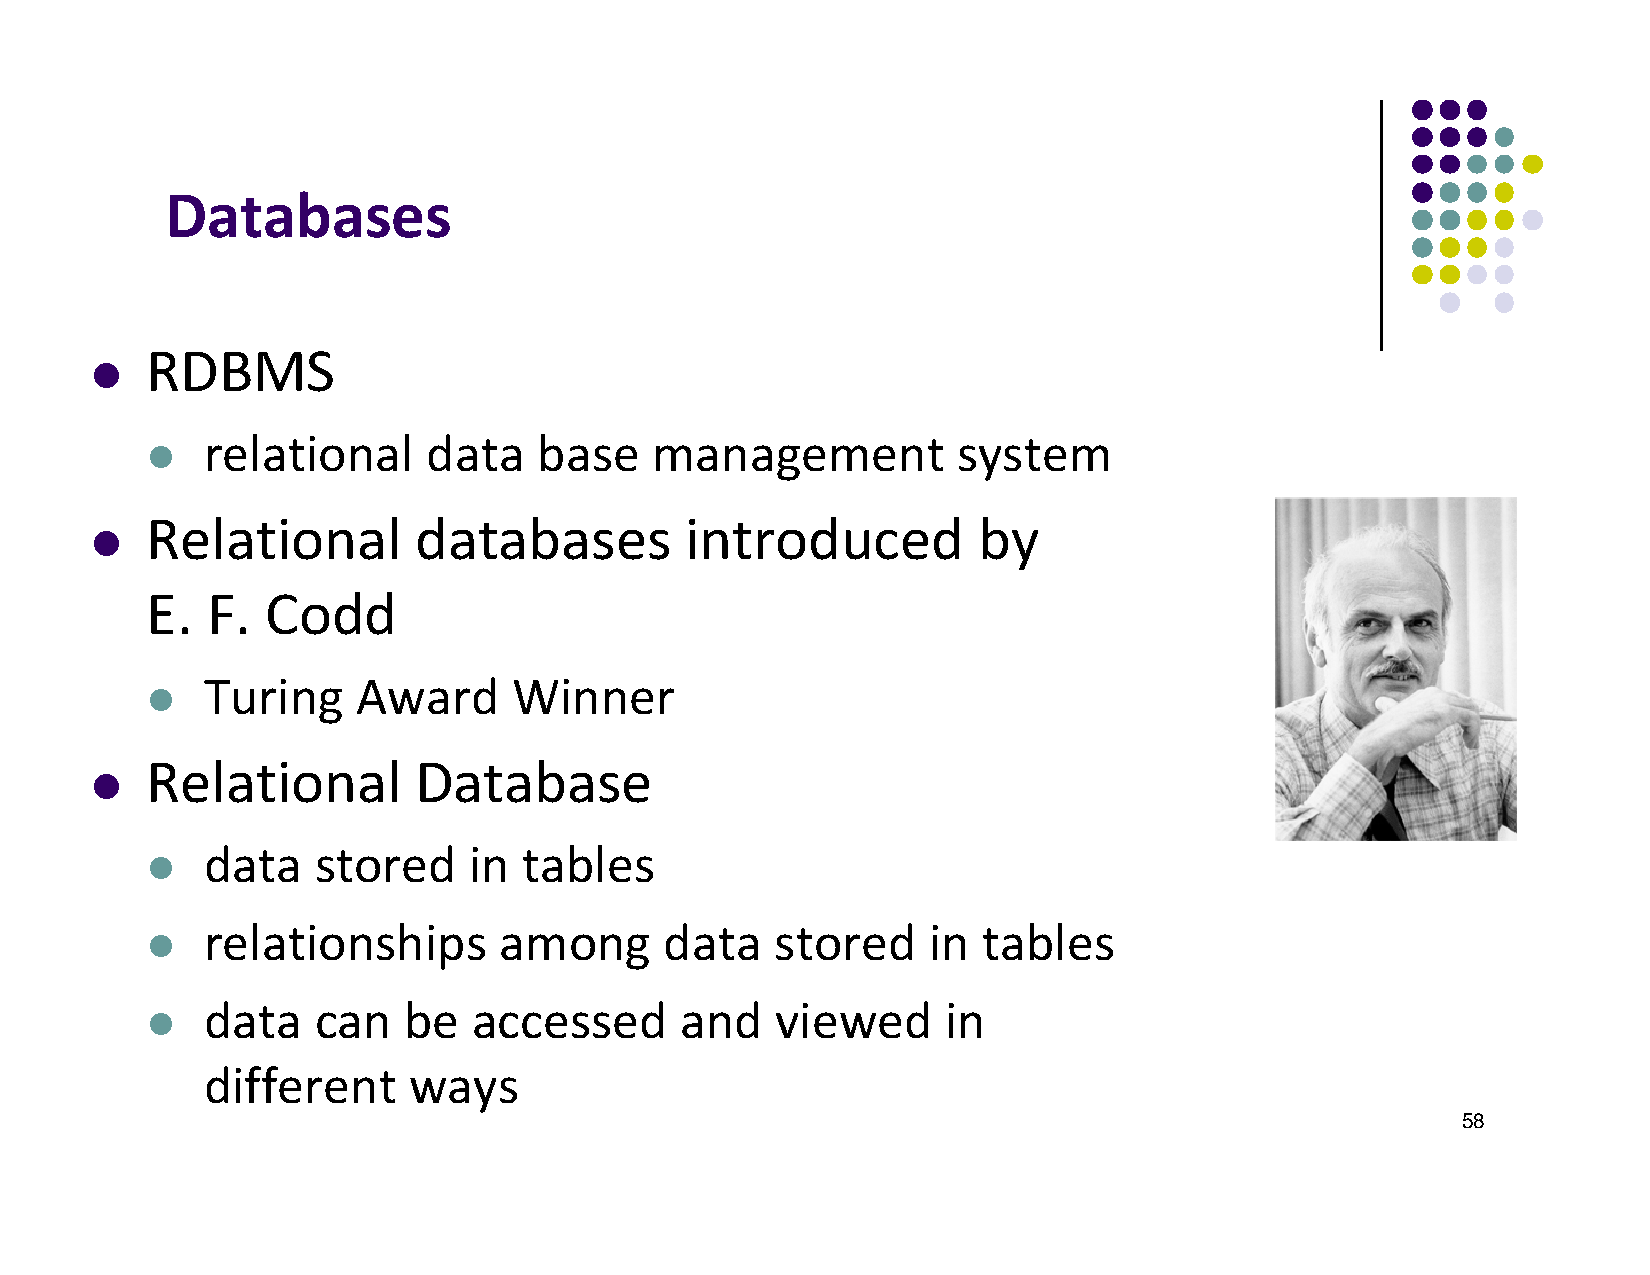 Databases
RDBMS
relational data base management system
Relational databases introduced by
E. F. Codd
Turing Award Winner
Relational Database
data stored in tables
relationships among data stored in tables
data can be accessed and viewed in
different ways
58